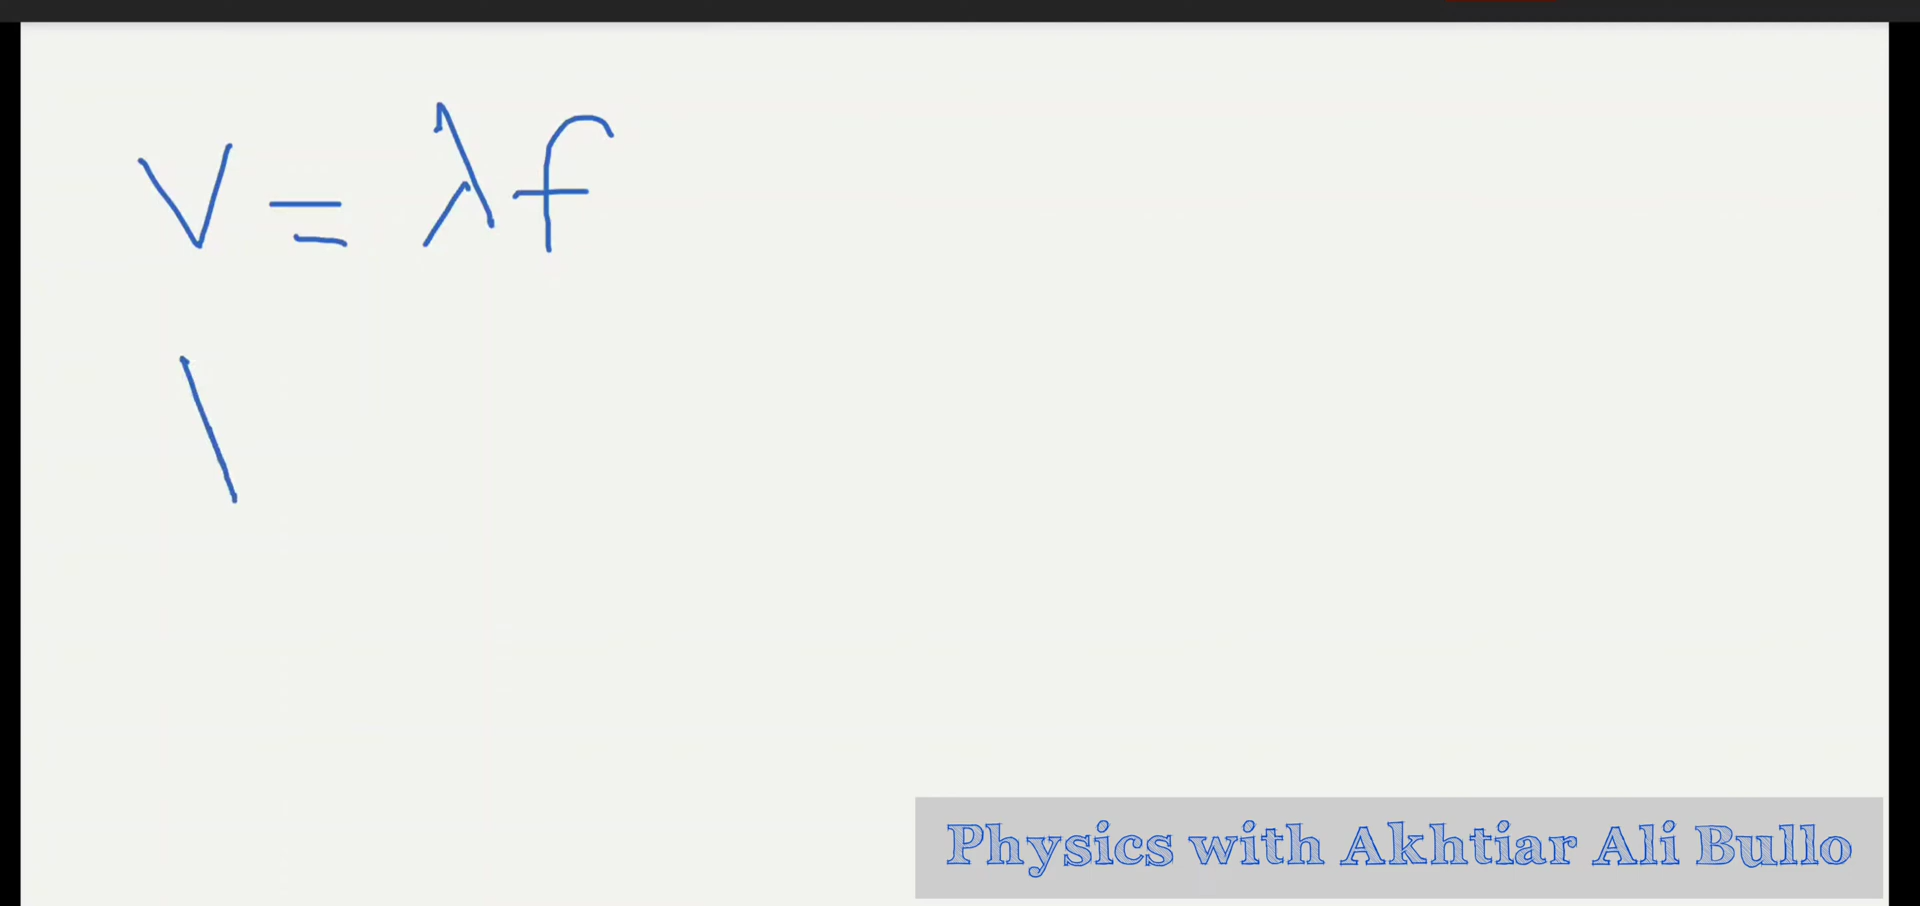 V = λf
\
Physics with Akhtiar Ali Bullo